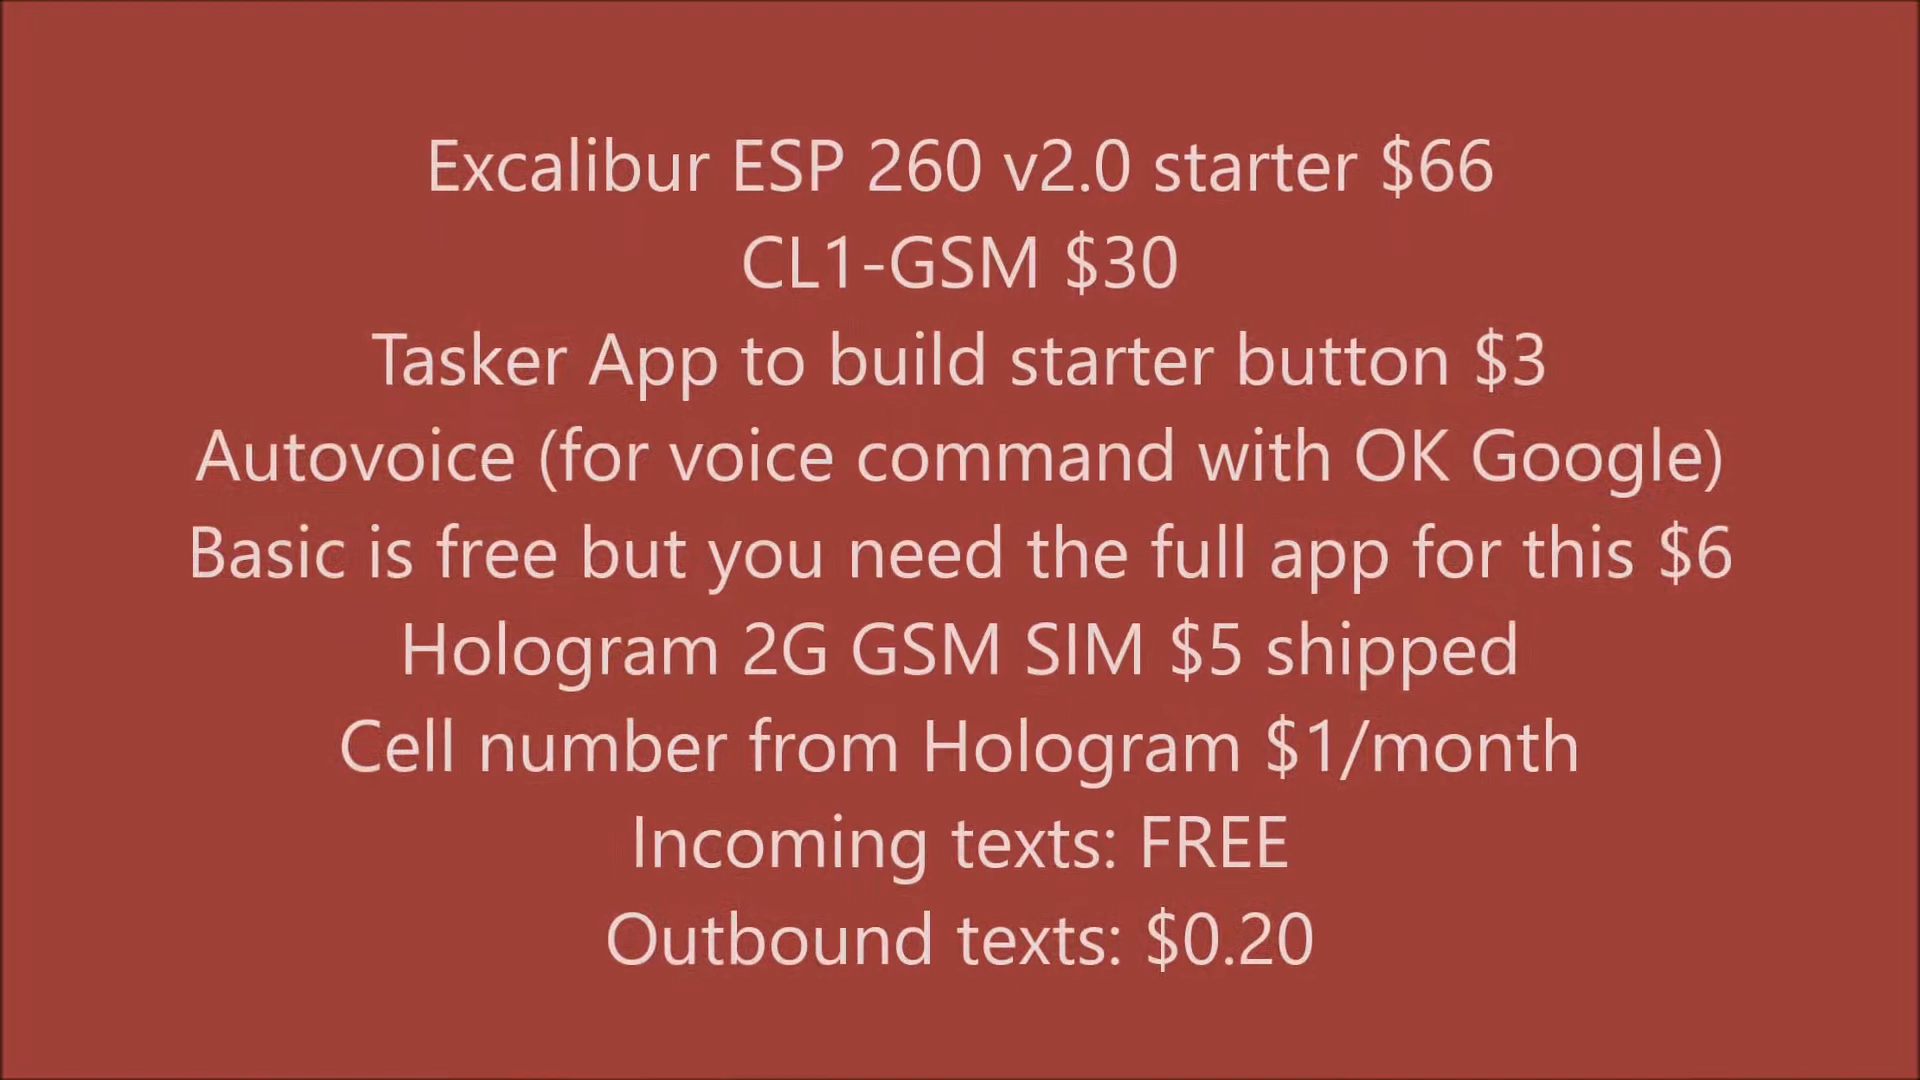 Excalibur ESP 260 v2.0 starter $66
CL1-GSM $30
Tasker App to build starter button $3
Autovoice (for voice command with OK Google)
Basic is free but you need the full app for this $6
Hologram 2G GSM SIM $5 shipped
Cell number from Hologram $1/month
Incoming texts: FREE
Outbound texts: $0.20